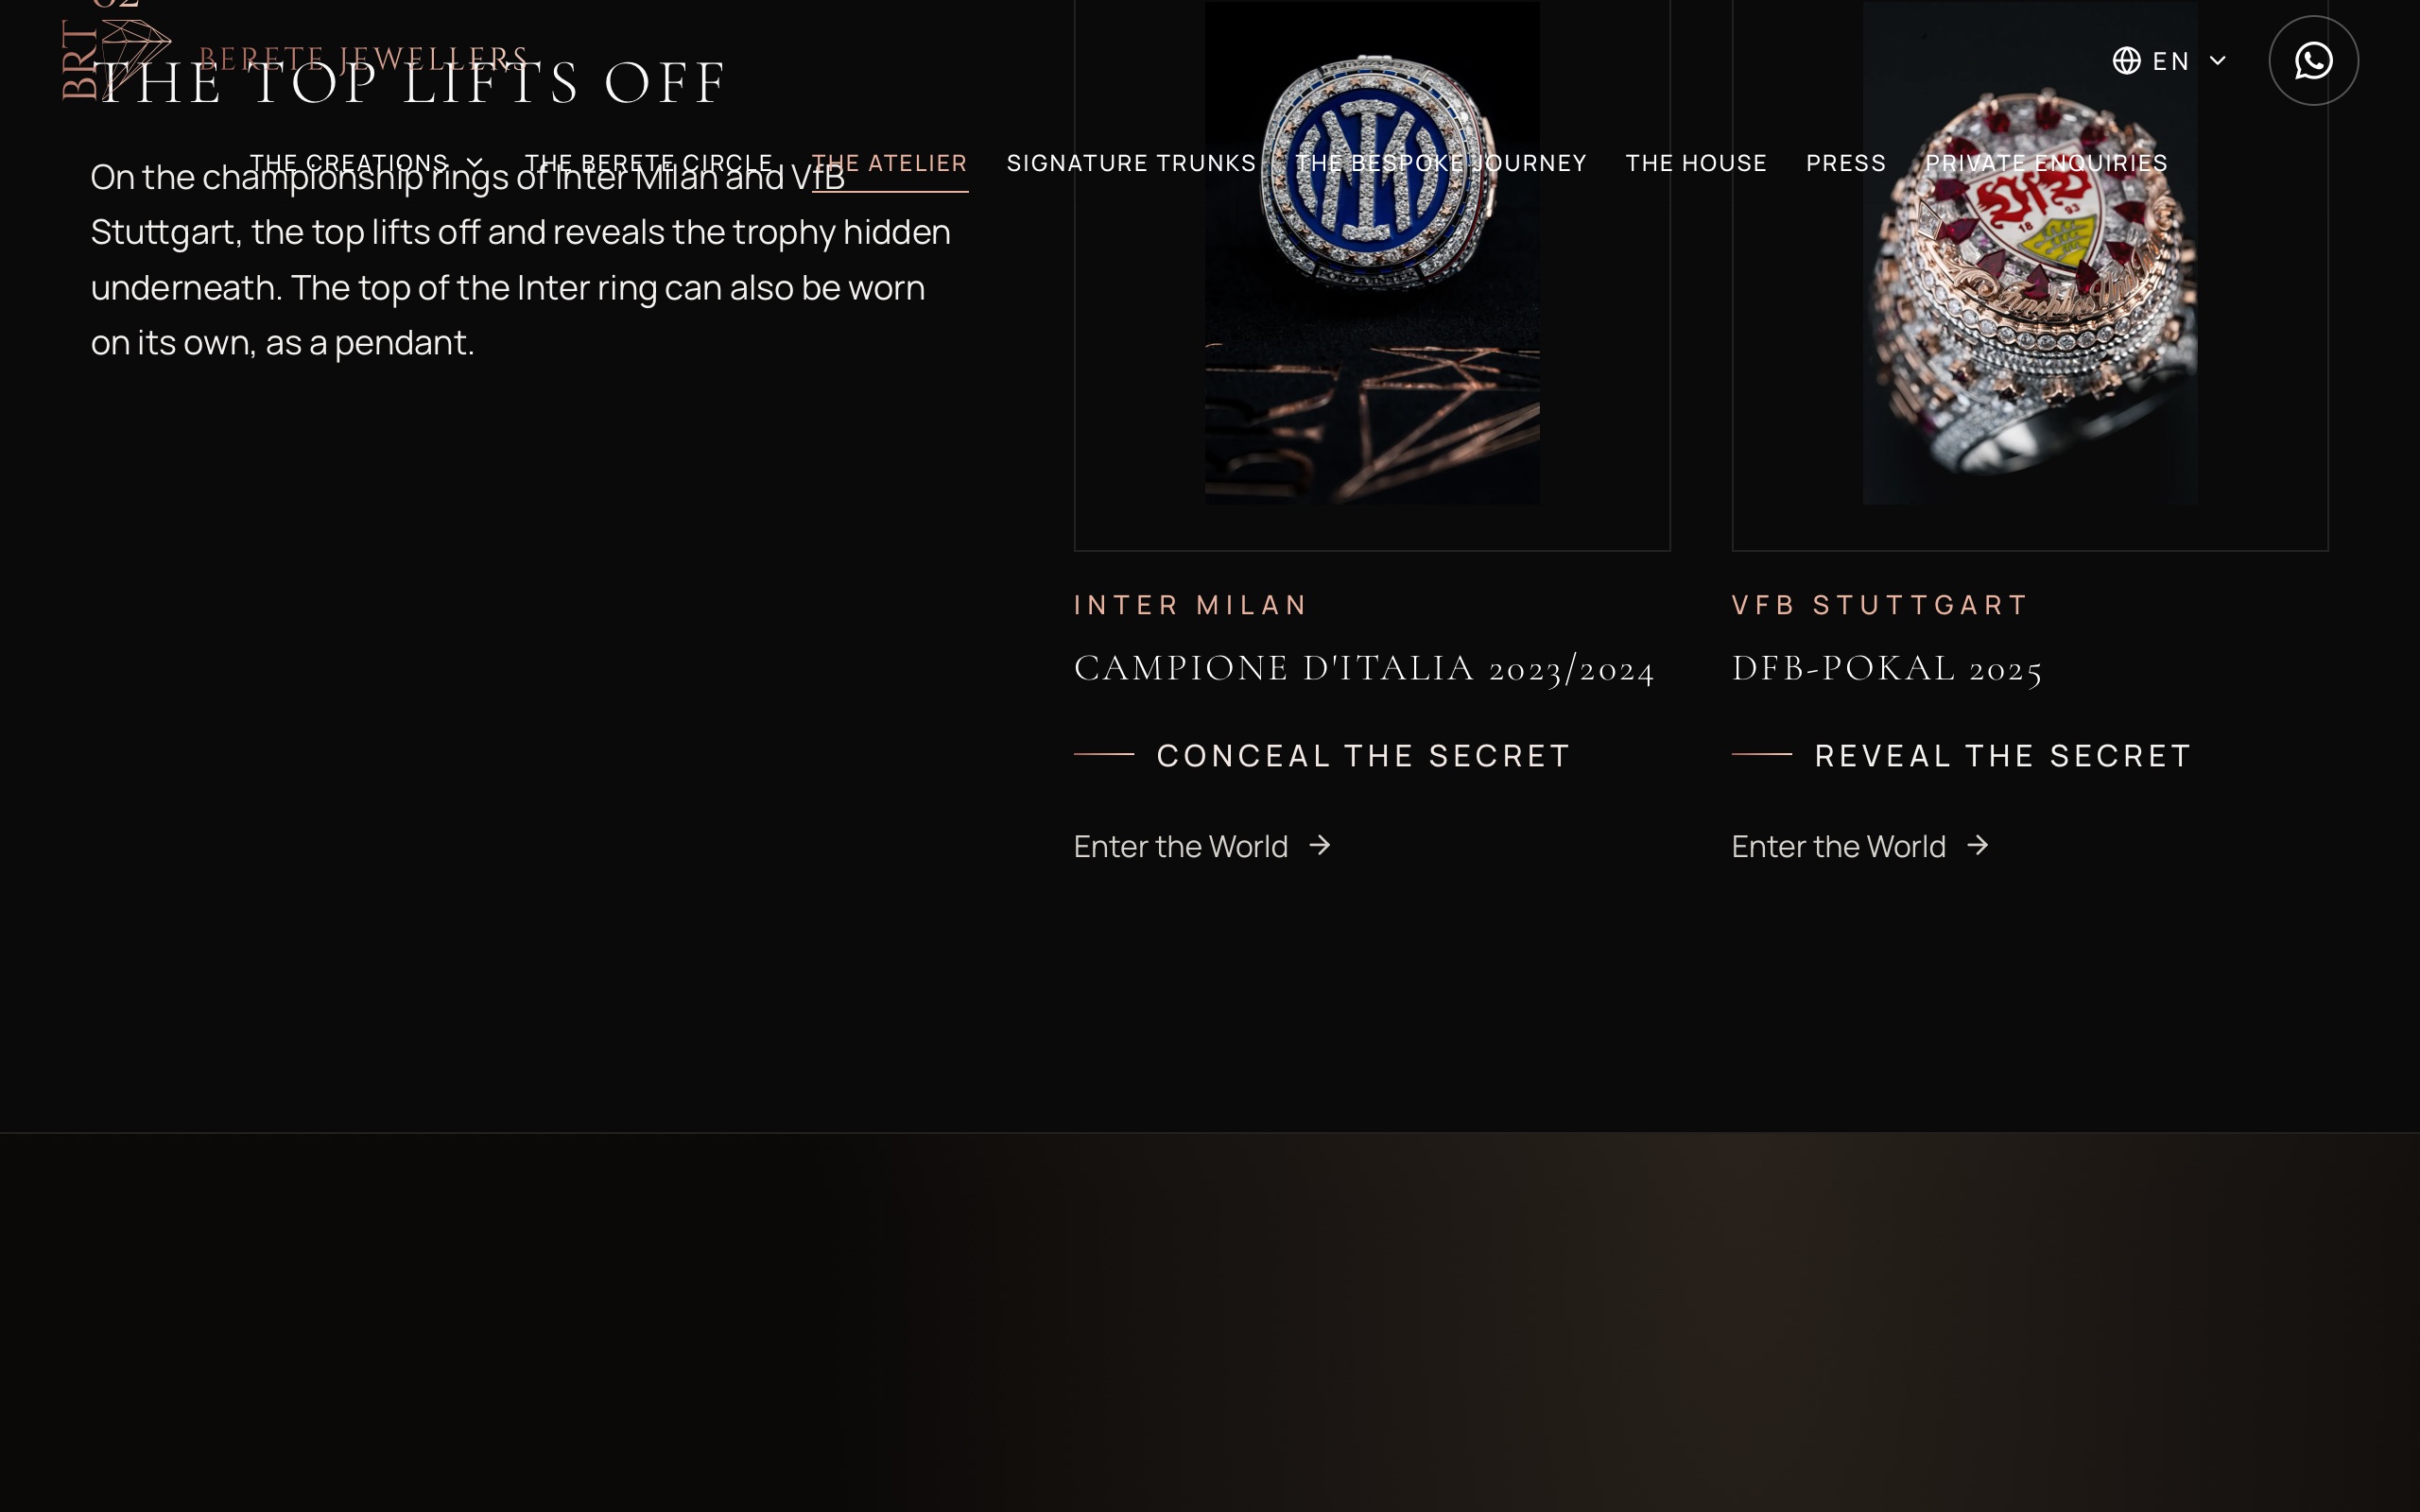 BRT
BERETE JEWELLERS
EN
THE TOP LIFTS OFF
THE CREATIONS
THE BERETE CIRCLE
THE ATELIER
SIGNATURE TRUNKS
THE BESPOKE JOURNEY
THE HOUSE
PRESS
PRIVATE ENQUIRIES
On the championship rings of Inter Milan and VfB
Stuttgart, the top lifts off and reveals the trophy hidden
underneath. The top of the Inter ring can also be worn
on its own, as a pendant.
18 93
INTER MILAN
CAMPIONE D'ITALIA 2023/2024
CONCEAL THE SECRET
Enter the World
VFB STUTTGART
DFB-POKAL 2025
REVEAL THE SECRET
Enter the World